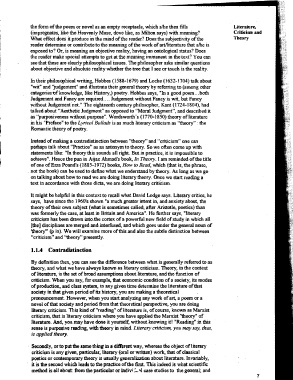 the form of the poem or novel as an empty receptacle, which s/he then fills
(impregnates, like the Heavenly Muse, dove like, as Milton says) with meaning?
What effect does it produce in the mind of the reader? Does the subjectivity of the
reader determine or contribute to the meaning of the work of art/literature that s/he is
exposed to? Or, is meaning an objective reality, having an ontological status? Does
the reader make special attempts to get at the meaning immanent in the text? You can
see that these are clearly philosophical issues. The philosopher asks similar questions
about objective and absolute reality whether the tree that I see or touch is the reality.
Literature,
Criticism and
Theory
In their philosophical writing, Hobbes (1588-1679) and Locke (1632-1704) talk about
"wit" and "judgement" and illustrate their general theory by referring to (among other
categories of knowledge, like History,) poetry. Hobbes says, "In a good poem...both
Judgement and Fancy are required.... Judgement without Fancy is wit, but Fancy
without Judgement not." The eighteenth century philosopher, Kant (1724-1804), had
talked about "Aesthetic Judgment" as opposed to "Moral Judgment", and described it
as "purpose versus without purpose". Wordsworth's (1770-1850) theory of literature
in his "Preface" to the Lyrical Ballads is as much literary criticism as "theory": the
Romantic theory of poetry.
Instead of making a contradistinction between "theory" and "criticism" one can
perhaps talk about "Practice" as an antonym to theory. So we often come up with
statements like: "In theory this sounds all right. But in practice, it is impossible to
achieve". Hence the pun in Aijaz Ahmad's book, In Theory. I am reminded of the title
of one of Ezra Pound's (1885-1972) books, How to Read, which (that is, the phrase,
not the book) can be used to define what we understand by theory. As long as we go
on talking about how to read we are doing literary theory. Once we start reading a
text in accordance with those dicta, we are doing literary criticism.
It might be helpful in this context to recall what David Lodge says. Literary critics, he
says, have since the 1960s shown "a much greater interest in, and anxiety about, the
theory of their own subject (what is sometimes called, after Aristotle, poetics) than
was formerly the case, at least in Britain and America". He further says, "literary
criticism has been drawn into the vortex of a powerful new field of study in which all
[the] disciplines are merged and interfused, and which goes under the general name of
'theory' (p ix). We will examine more of this and also the subtle distinction between
"criticism" and "theory" presently.
1.1.4 Contradistinction
By definition then, you can see the difference between what is generally referred to as
theory, and what we have always known as literary criticism. Theory, in the context
of literature, is the set of broad assumptions about literature, and the function of
criticism. When you say, for example, that economic condition of a society, its modes
of production, and class system, in any given time determine the literature of that
society in that given period of its history, you are making a theoretical
pronouncement. However, when you start analysing any work of art, a poem or a
novel of that society and period from that theoretical perspective, you are doing
literary criticism. This kind of "reading" of literature is, of course, known as Marxist
criticism, that is literary criticism where you have applied the Marxist 'theory' of
literature. And, you may have done it yourself, without knowing it! "Reading" in this
sense is purposive reading, with theory in mind. Literary criticism, you may say, that,
is applied theory.
Secondly, or to put the same thing in a different way, whereas the object of literary
criticism is any given, particular, literary (oral or written) work, that of classical
poetics or contemporary theory is usually generalization about literature. Invariably,
it is the second which leads to the practice of the first. This indeed is what scientific
method is all about: from the particular or individual case studies to the general; and
7